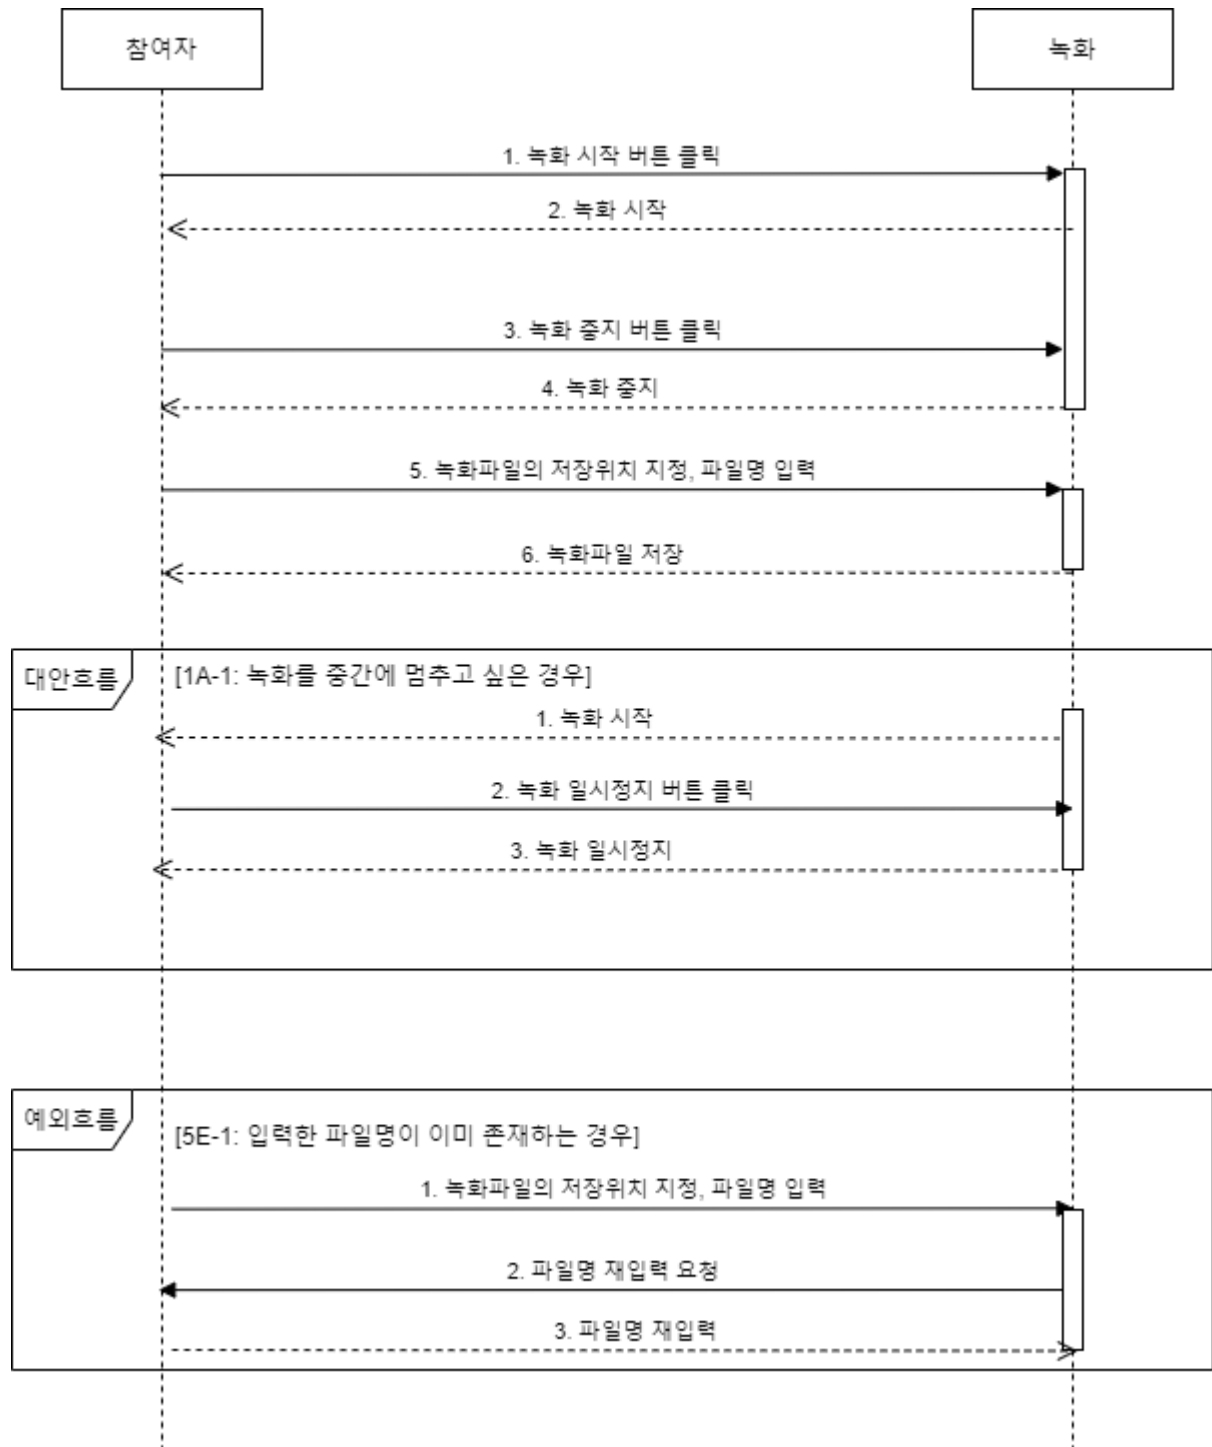 참여자
녹화
1. 녹화 시작 버튼 클릭
2. 녹화 시작
3. 녹화 중지 버튼 클릭
4. 녹화 중지
5. 녹화파일의 저장위치 지정, 파일명 입력
6. 녹화파일 저장
대안흐름
[1A-1: 녹화를 중간에 멈추고 싶은 경우]
1. 녹화 시작
2. 녹화 일시정지 버튼 클릭
3. 녹화 일시정지
예외흐름
[5E-1: 입력한 파일명이 이미 존재하는 경우]
1. 녹화파일의 저장위치 지정, 파일명 입력
2. 파일명 재입력 요청
3. 파일명 재입력